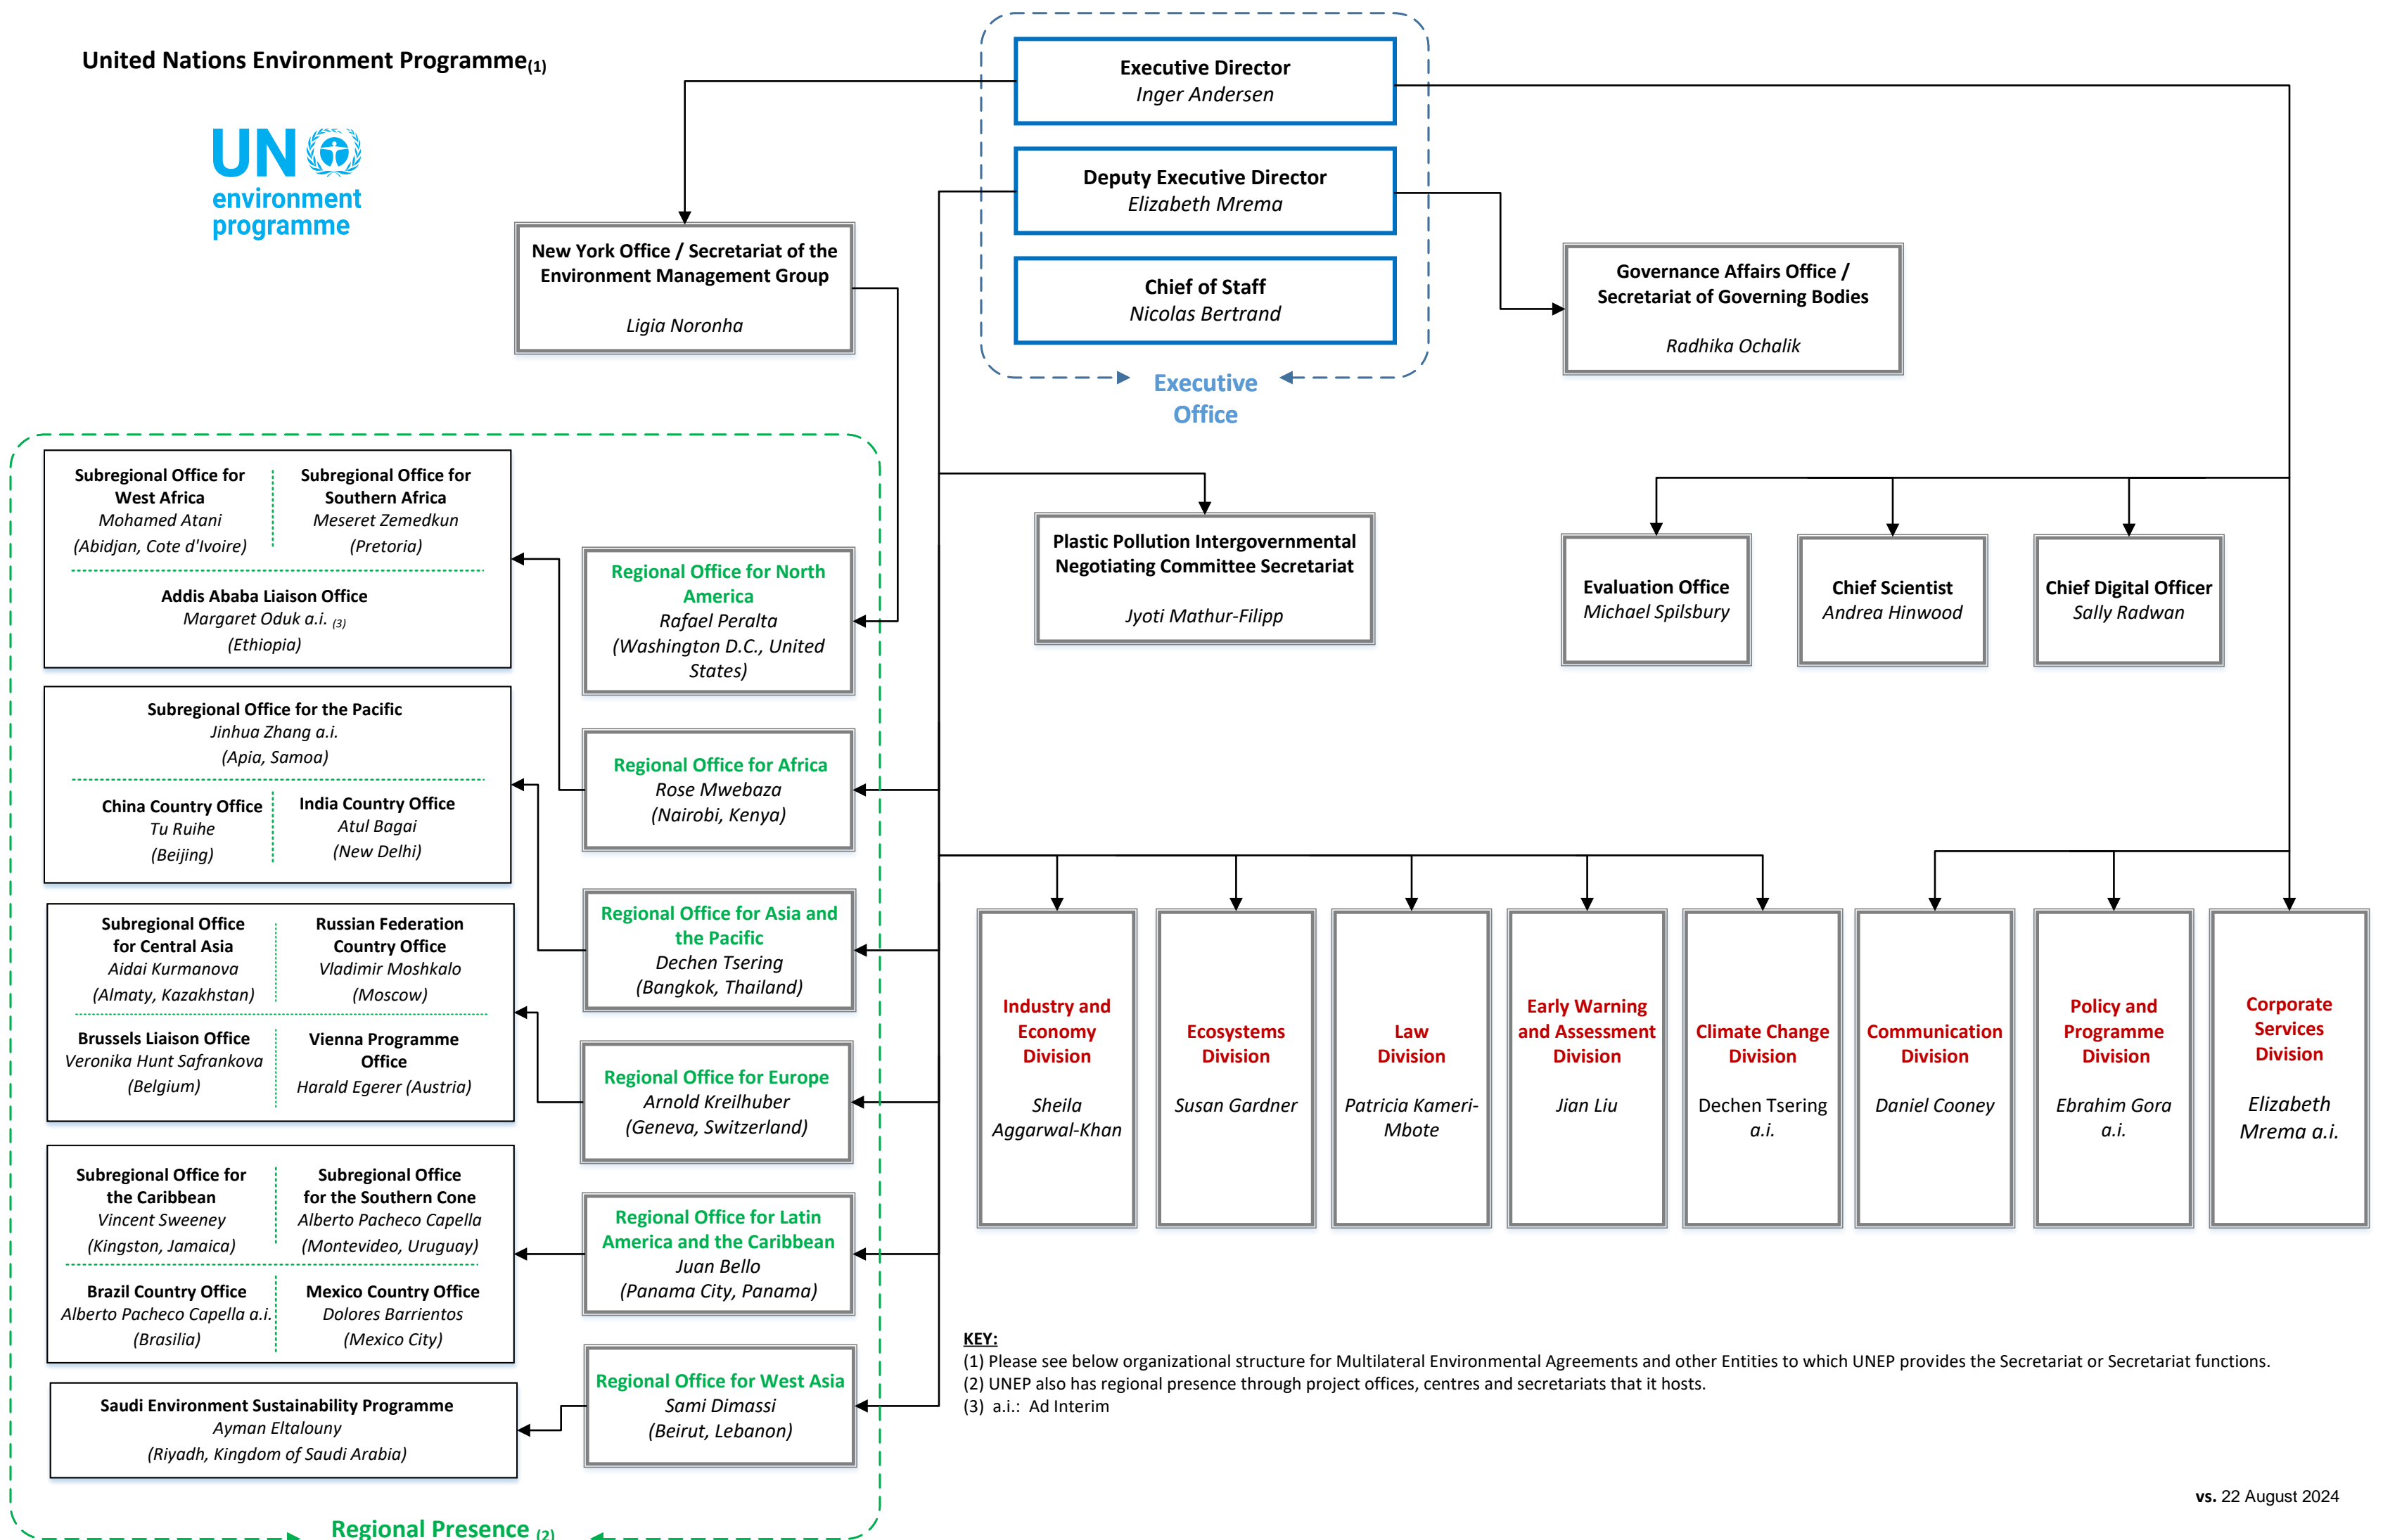 United Nations Environment Programme(1)
UN
environment
programme
Executive Director
Inger Andersen
Deputy Executive Director
Elizabeth Mrema
Chief of Staff
Nicolas Bertrand
Executive
Office
New York Office / Secretariat of the
Environment Management Group
Ligia Noronha
Governance Affairs Office /
Secretariat of Governing Bodies
Radhika Ochalik
Plastic Pollution Intergovernmental
Negotiating Committee Secretariat
Jyoti Mathur-Filipp
Evaluation Office
Michael Spilsbury
Chief Scientist
Andrea Hinwood
Chief Digital Officer
Sally Radwan
Subregional Office for
West Africa
Mohamed Atani
(Abidjan, Cote d'Ivoire)
Subregional Office for
Southern Africa
Meseret Zemedkun
(Pretoria)
Addis Ababa Liaison Office
Margaret Oduk a.i. (3)
(Ethiopia)
Regional Office for North
America
Rafael Peralta
(Washington D.C., United
States)
Subregional Office for the Pacific
Jinhua Zhang a.i.
(Apia, Samoa)
China Country Office
Tu Ruihe
(Beijing)
India Country Office
Atul Bagai
(New Delhi)
Regional Office for Africa
Rose Mwebaza
(Nairobi, Kenya)
Regional Office for Asia and
the Pacific
Dechen Tsering
(Bangkok, Thailand)
Subregional Office
for Central Asia
Aidai Kurmanova
(Almaty, Kazakhstan)
Russian Federation
Country Office
Vladimir Moshkalo
(Moscow)
Brussels Liaison Office
Veronika Hunt Safrankova
(Belgium)
Vienna Programme
Office
Harald Egerer (Austria)
Regional Office for Europe
Arnold Kreilhuber
(Geneva, Switzerland)
Subregional Office for
the Caribbean
Vincent Sweeney
(Kingston, Jamaica)
Subregional Office
for the Southern Cone
Alberto Pacheco Capella
(Montevideo, Uruguay)
Brazil Country Office
Alberto Pacheco Capella a.i.
(Brasilia)
Mexico Country Office
Dolores Barrientos
(Mexico City)
Regional Office for Latin
America and the Caribbean
Juan Bello
(Panama City, Panama)
Saudi Environment Sustainability Programme
Ayman Eltalouny
(Riyadh, Kingdom of Saudi Arabia)
Regional Office for West Asia
Sami Dimassi
(Beirut, Lebanon)
Regional Presence (2)
Industry and
Economy
Division
Sheila
Aggarwal-Khan
Ecosystems
Division
Susan Gardner
Law
Division
Patricia Kameri-
Mbote
Early Warning
and Assessment
Division
Jian Liu
Climate Change
Division
Dechen Tsering
a.i.
Communication
Division
Daniel Cooney
Policy and
Programme
Division
Ebrahim Gora
a.i.
Corporate
Services
Division
Elizabeth
Mrema a.i.
KEY:
(1) Please see below organizational structure for Multilateral Environmental Agreements and other Entities to which UNEP provides the Secretariat or Secretariat functions.
(2) UNEP also has regional presence through project offices, centres and secretariats that it hosts.
(3) a.i.: Ad Interim
vs. 22 August 2024